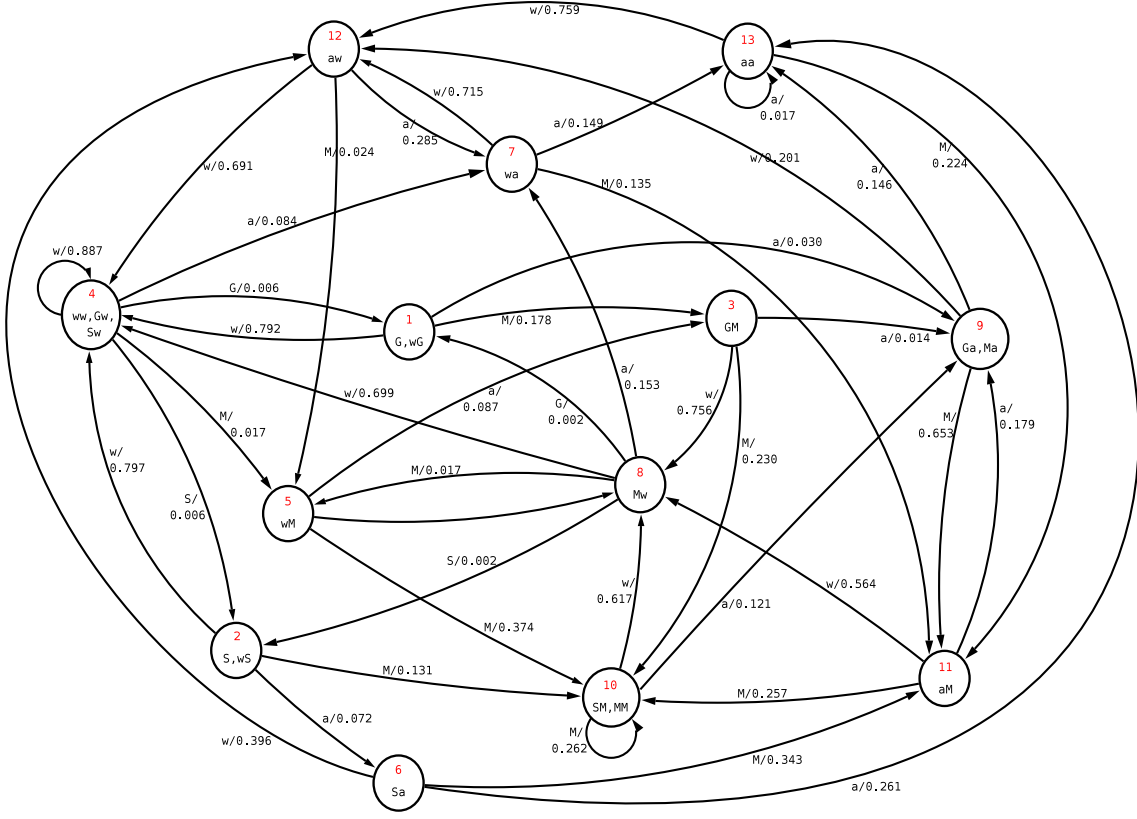 w/0.759
12
aw
13
aa
w/0.715
a/
0.285
a/
0.017
a/0.149
M/0.024
7
wa
w/0.691
w/0.201
M/
0.224
a/
0.146
M/0.135
a/0.084
w/0.887
a/0.030
4
ww,Gw,
Sw
G/0.006
w/0.792
1
G,wG
M/0.178
3
GM
a/0.014
9
Ga,Ma
a/
0.153
w/0.699
a/
0.087
G/
0.002
w/
0.756
M/
0.017
M/
0.230
M/
0.653
a/
0.179
w/
0.797
M/0.017
8
Mw
5
wM
S/
0.006
S/0.002
w/
0.617
w/0.564
a/0.121
M/0.374
2
S,wS
M/0.131
10
SM,MM
M/0.257
11
aM
a/0.072
w/0.396
M/
0.262
M/0.343
6
Sa
a/0.261